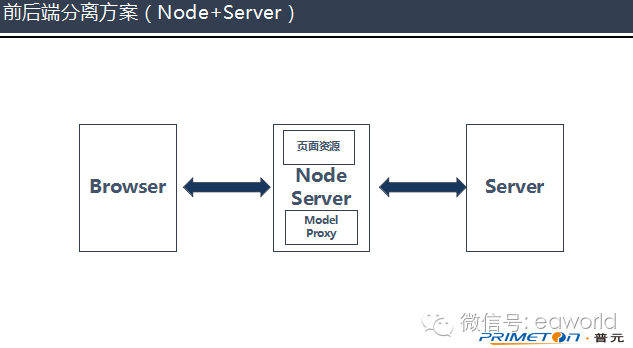 前后端分离方案（Node+Server）
Browser
页面资源
Node
Server
Model
Proxy
Server
微信号: eaworld
PRIMETON · 普元